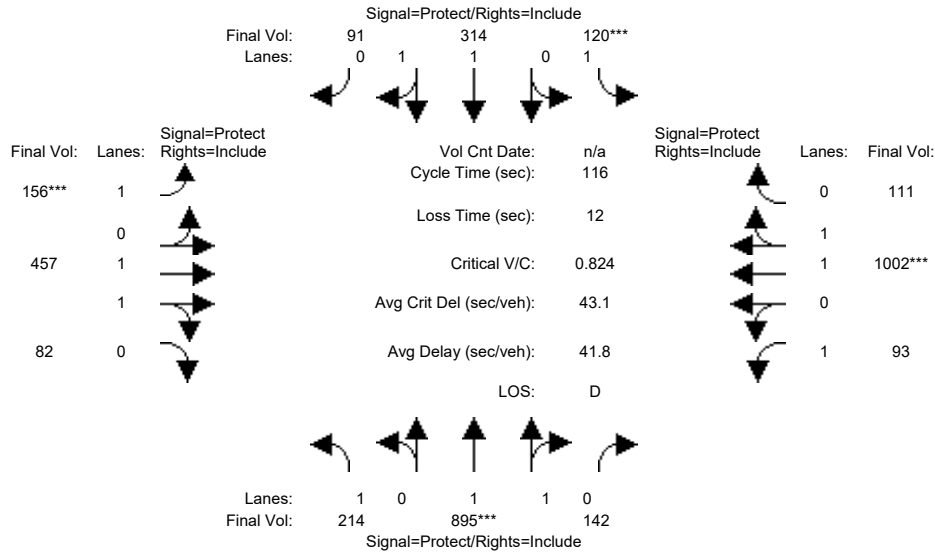 Signal=Protect/Rights=Include
Final Vol: 91 314 120***
Lanes: 0 1 1 0 1
Signal=Protect Signal=Protect
Final Vol: Lanes: Rights=Include Vol Cnt Date: n/a Rights=Include Lanes: Final Vol:
Cycle Time (sec): 116
156*** 1 0 111
Loss Time (sec): 12
0 1
457 1 Critical V/C: 0.824 1 1002***
1 Avg Crit Del (sec/veh): 43.1 0
82 0 Avg Delay (sec/veh): 41.8 1 93
LOS: D
Lanes: 1 0 1 1 0
Final Vol: 214 895*** 142
Signal=Protect/Rights=Include